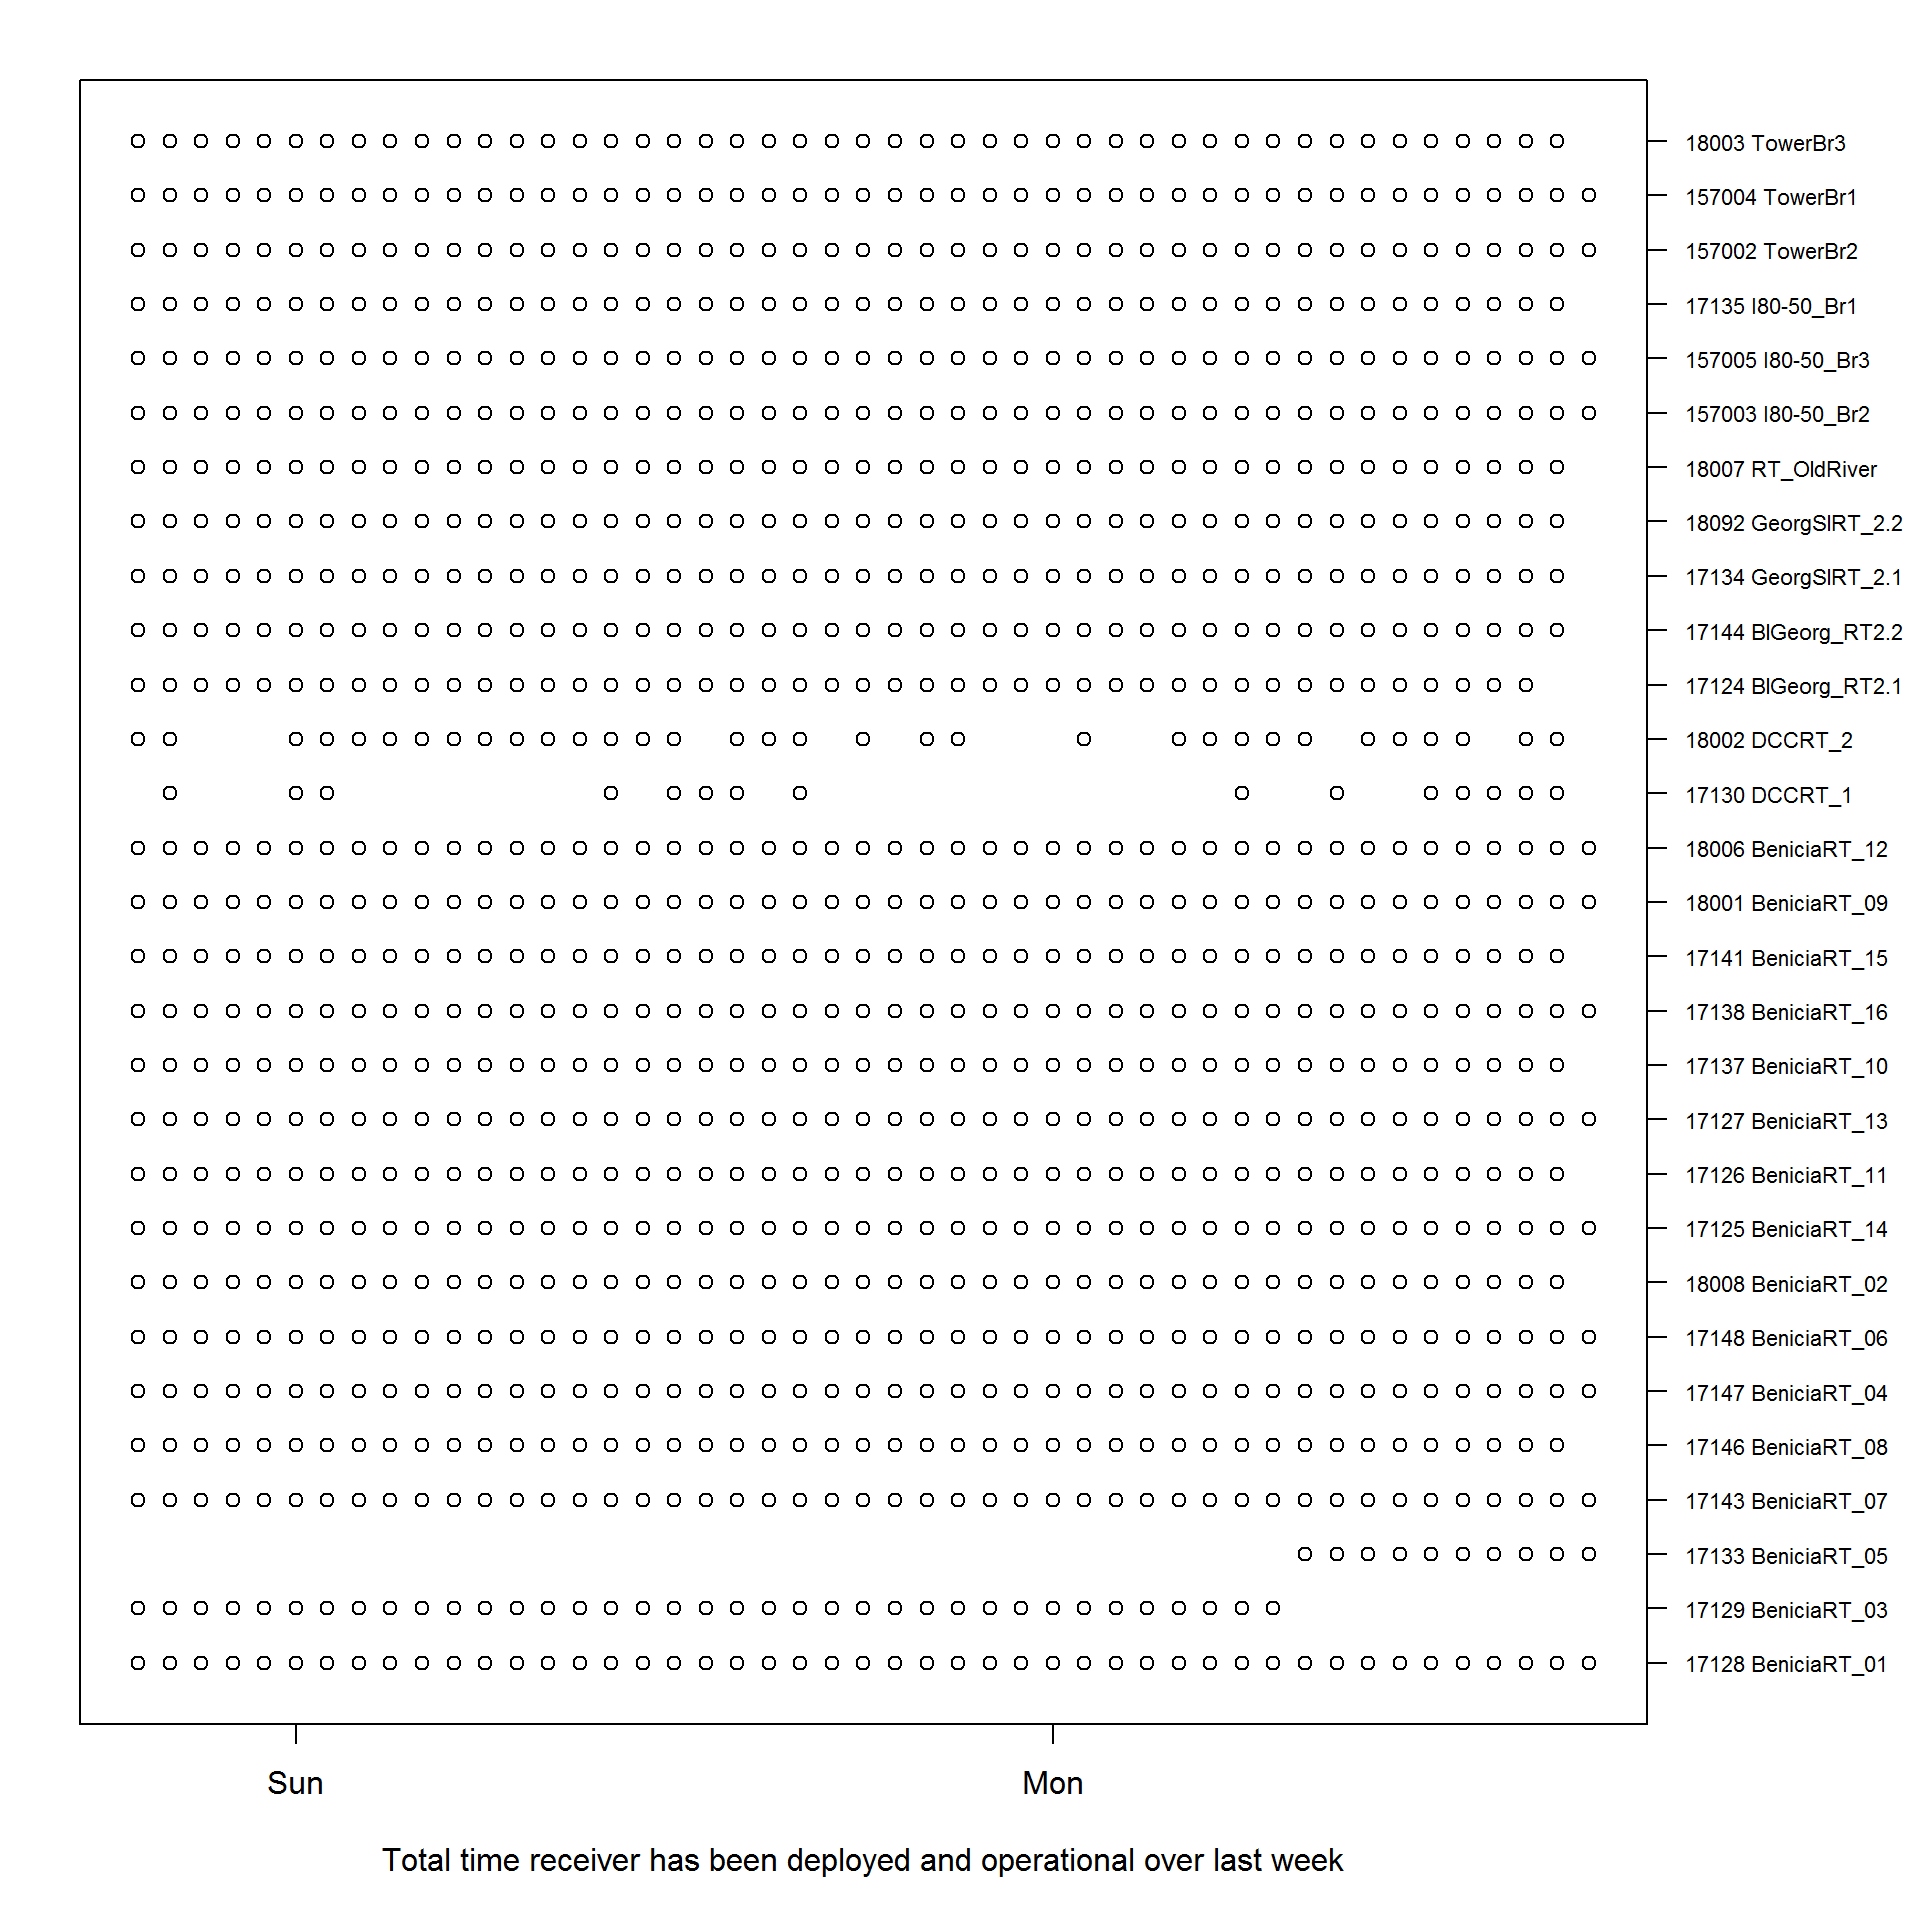 18003 TowerBr3
157004 TowerBr1
157002 TowerBr2
17135 I80-50_Br1
157005 I80-50_Br3
157003 I80-50_Br2
18007 RT_OldRiver
18092 GeorgSlRT_2.2
17134 GeorgSlRT_2.1
17144 BlGeorg_RT2.2
17124 BlGeorg_RT2.1
18002 DCCRT_2
17130 DCCRT_1
18006 BeniciaRT_12
18001 BeniciaRT_09
17141 BeniciaRT_15
17138 BeniciaRT_16
17137 BeniciaRT_10
17127 BeniciaRT_13
17126 BeniciaRT_11
17125 BeniciaRT_14
18008 BeniciaRT_02
17148 BeniciaRT_06
17147 BeniciaRT_04
17146 BeniciaRT_08
17143 BeniciaRT_07
17133 BeniciaRT_05
17129 BeniciaRT_03
17128 BeniciaRT_01
Sun Mon
Total time receiver has been deployed and operational over last week